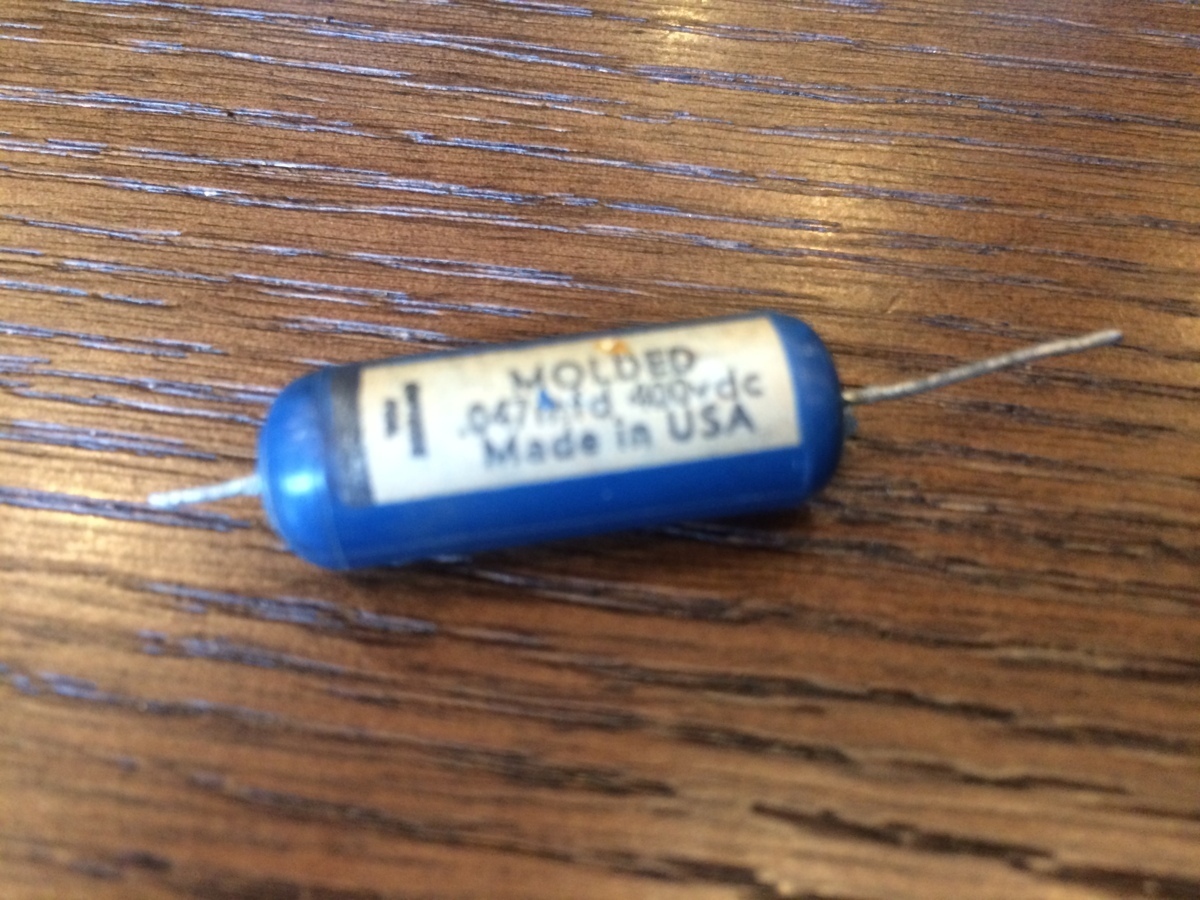 MOLDED
.047mfd. 400vdc
Made in USA